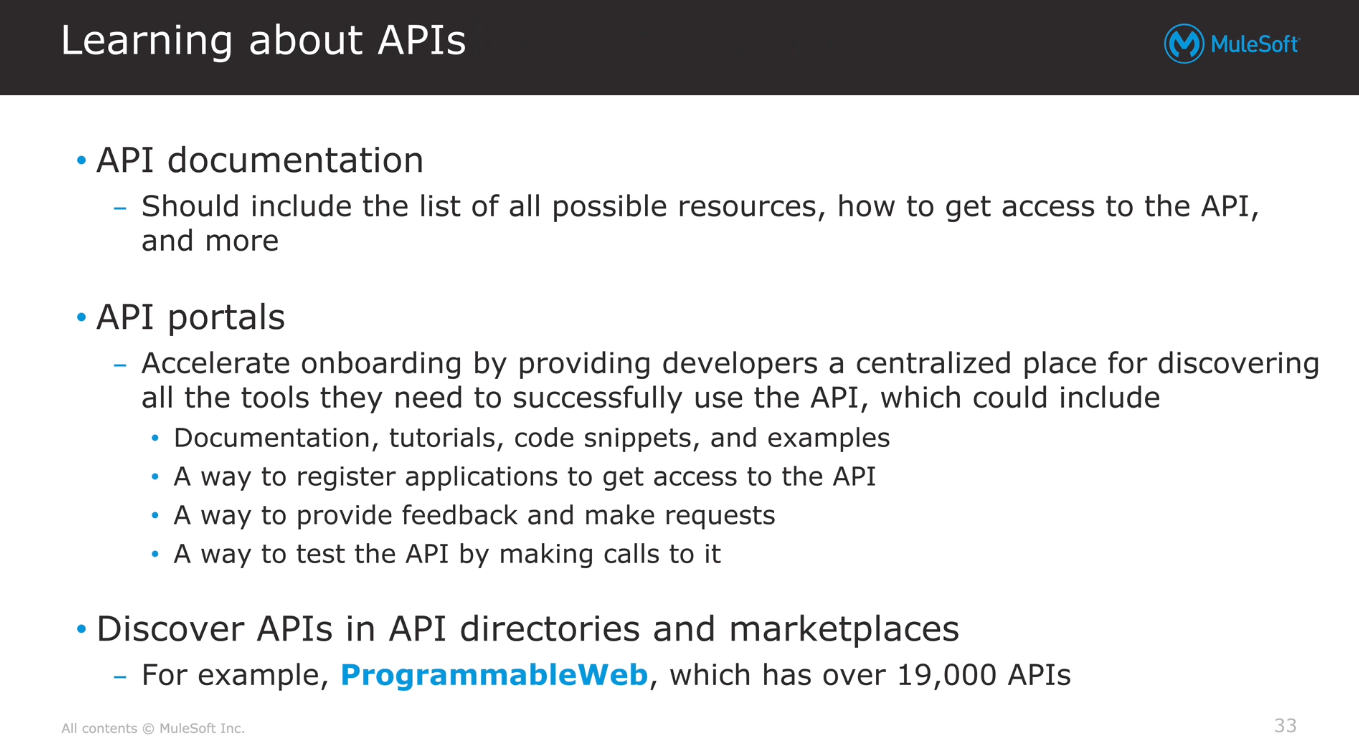 Learning about APIs
MuleSoft
• API documentation
– Should include the list of all possible resources, how to get access to the API,
and more
• API portals
– Accelerate onboarding by providing developers a centralized place for discovering
all the tools they need to successfully use the API, which could include
• Documentation, tutorials, code snippets, and examples
• A way to register applications to get access to the API
• A way to provide feedback and make requests
• A way to test the API by making calls to it
• Discover APIs in API directories and marketplaces
– For example, ProgrammableWeb, which has over 19,000 APIs
All contents © MuleSoft Inc.
33